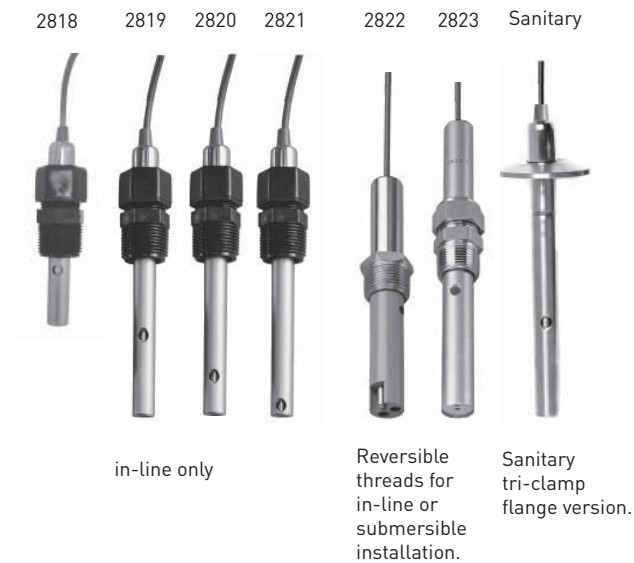 2818 2819 2820 2821 2822 2823 Sanitary
in-line only
Reversible
threads for
in-line or
submersible
installation.
Sanitary
tri-clamp
flange version.